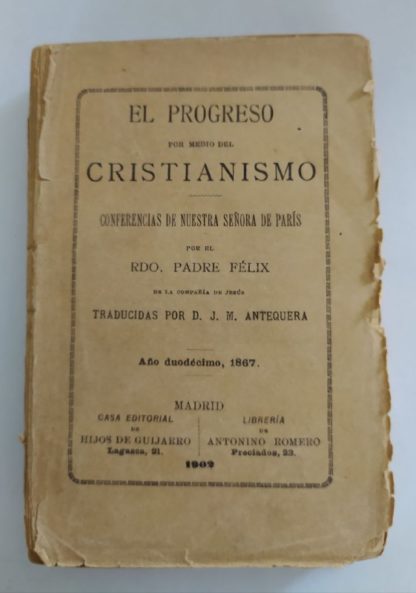 EL PROGRESO
POR MEDIO DEL
CRISTIANISMO
CONFERENCIAS DE NUESTRA SEÑORA DE PARÍS
POR EL
RDO. PADRE FÉLIX
DE LA COMPAÑÍA DE JESÚS
TRADUCIDAS POR D. J. M. ANTEQUERA
Año duodécimo, 1867.
MADRID
CASA EDITORIAL
DE
HIJOS DE GUIJARRO
Lagasca, 21.
LIBRERÍA
DE
ANTONINO ROMERO
Preciados, 23.
1902